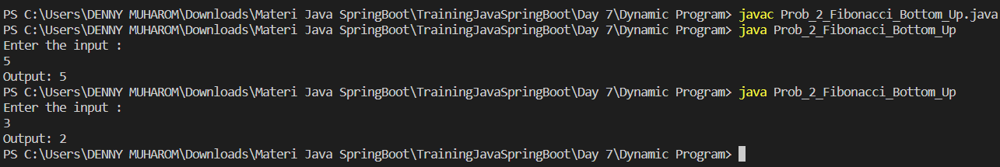 PS C:\Users\DENNY MUHAROM\Downloads\Materi Java SpringBoot\TrainingJavaSpringBoot\Day 7\Dynamic Program> javac Prob_2_Fibonacci_Bottom_Up.java
PS C:\Users\DENNY MUHAROM\Downloads\Materi Java SpringBoot\TrainingJavaSpringBoot\Day 7\Dynamic Program> java Prob_2_Fibonacci_Bottom_Up
Enter the input :
5
Output: 5
PS C:\Users\DENNY MUHAROM\Downloads\Materi Java SpringBoot\TrainingJavaSpringBoot\Day 7\Dynamic Program> java Prob_2_Fibonacci_Bottom_Up
Enter the input :
3
Output: 2
PS C:\Users\DENNY MUHAROM\Downloads\Materi Java SpringBoot\TrainingJavaSpringBoot\Day 7\Dynamic Program>